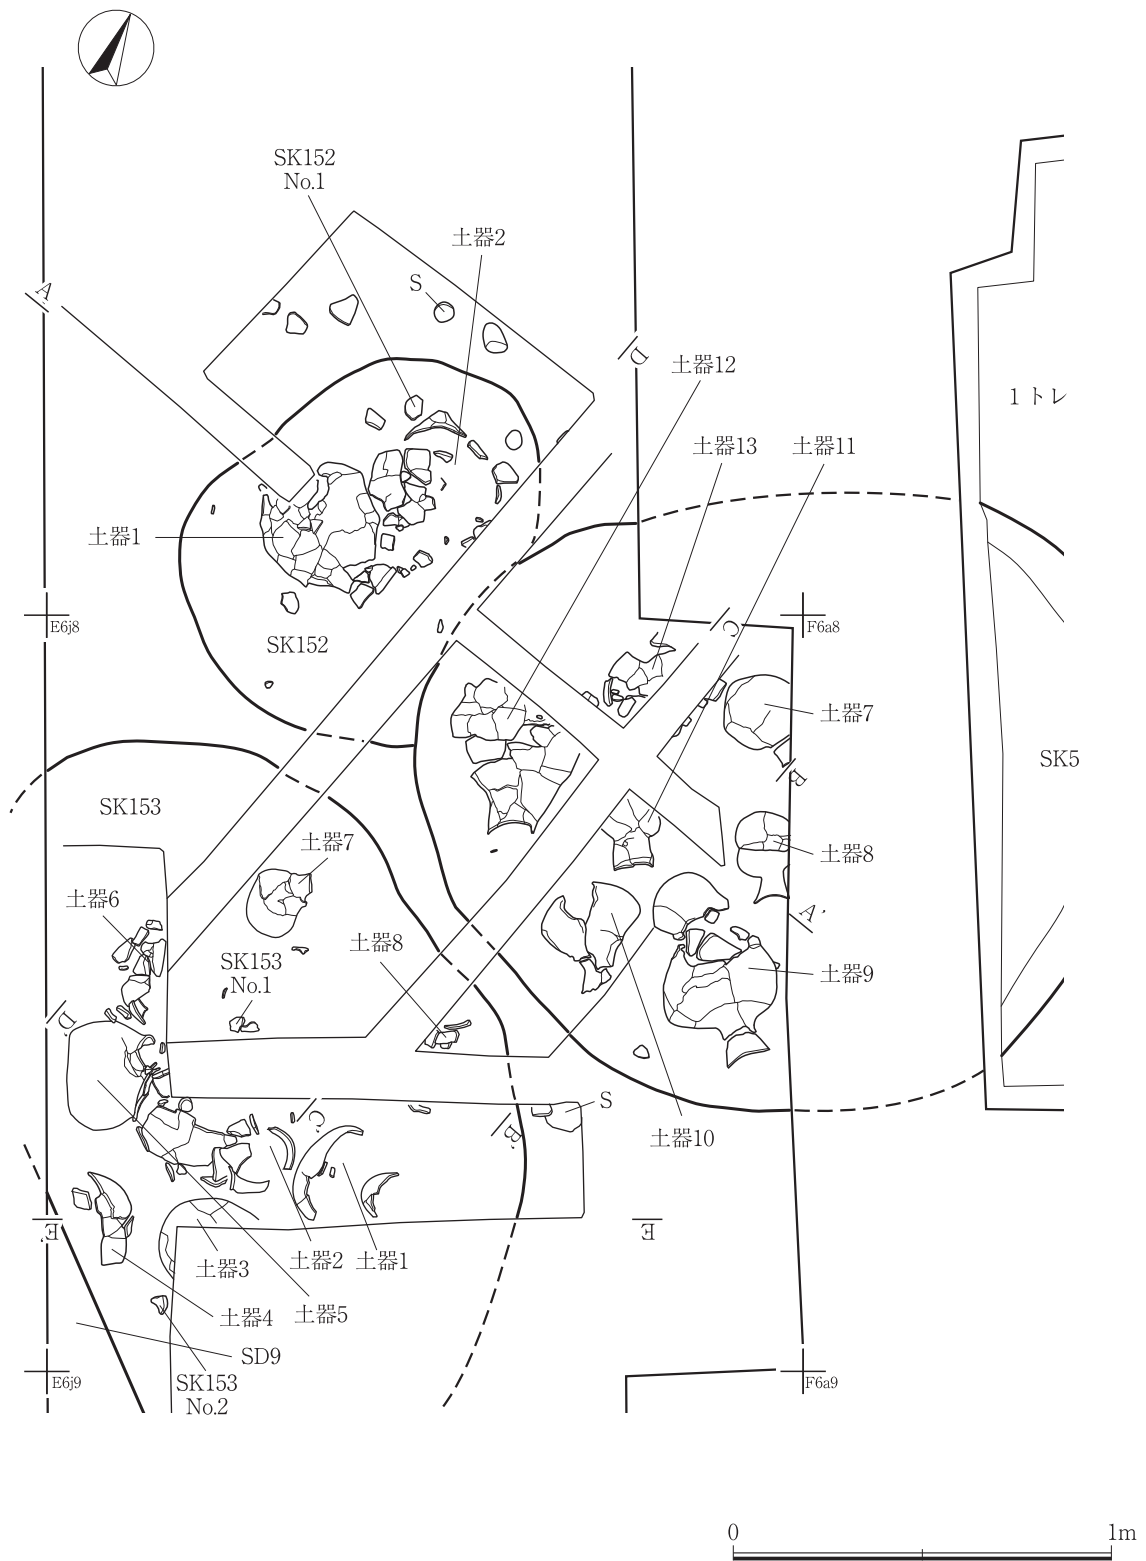 SK152
No.1
土器2
S
A
D
土器12
1トレ
土器13
土器11
土器1
E6j8
C
F6a8
SK152
土器7
SK5
B
SK153
土器7
土器8
土器6
A'
土器8
SK153
No.1
土器9
D'
S
C'
B'
土器10
E'
E
土器3
土器2
土器1
土器4
土器5
SD9
E6j9
SK153
No.2
F6a9
0
1m